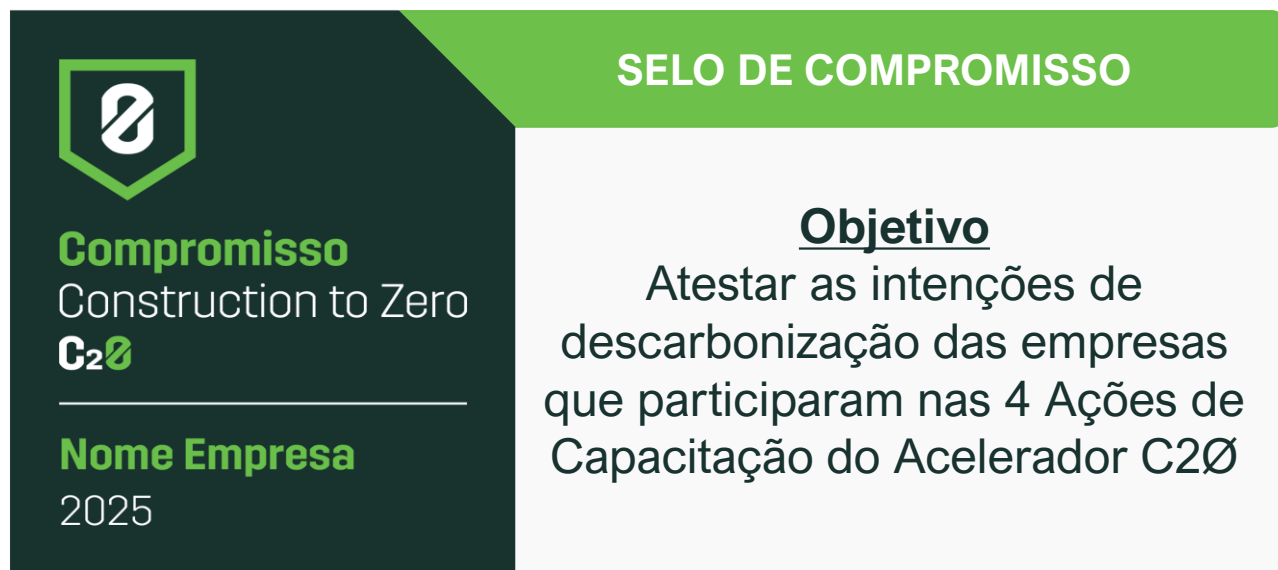 Ø
Compromisso
Construction to Zero
C2Ø
Nome Empresa
2025
SELO DE COMPROMISSO
Objetivo
Atestar as intenções de
descarbonização das empresas
que participaram nas 4 Ações de
Capacitação do Acelerador C2Ø